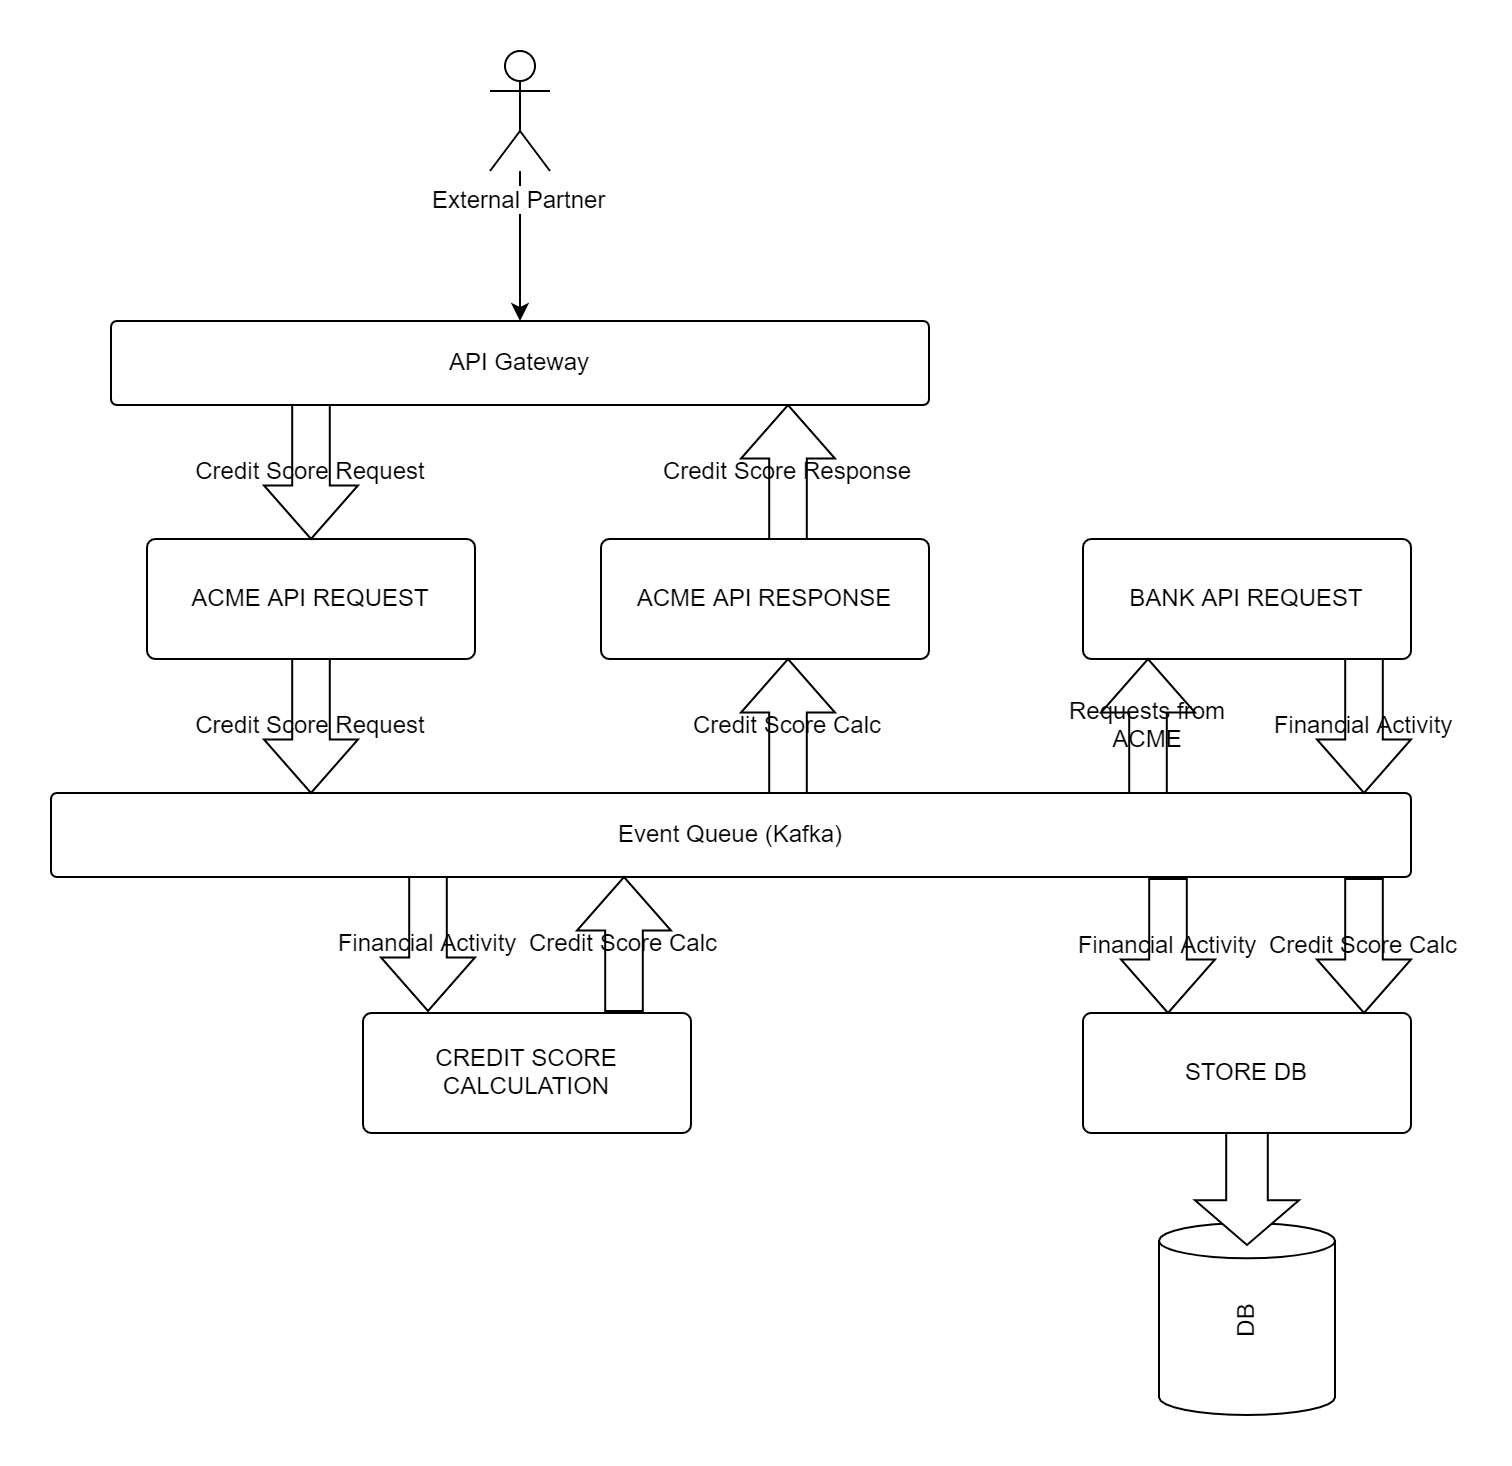 External Partner
API Gateway
Credit Score Request
Credit Score Response
ACME API REQUEST
ACME API RESPONSE
BANK API REQUEST
Credit Score Request
Credit Score Calc
Requests from
ACME
Financial Activity
Event Queue (Kafka)
Financial Activity
Credit Score Calc
Financial Activity
Credit Score Calc
CREDIT SCORE
CALCULATION
STORE DB
DB